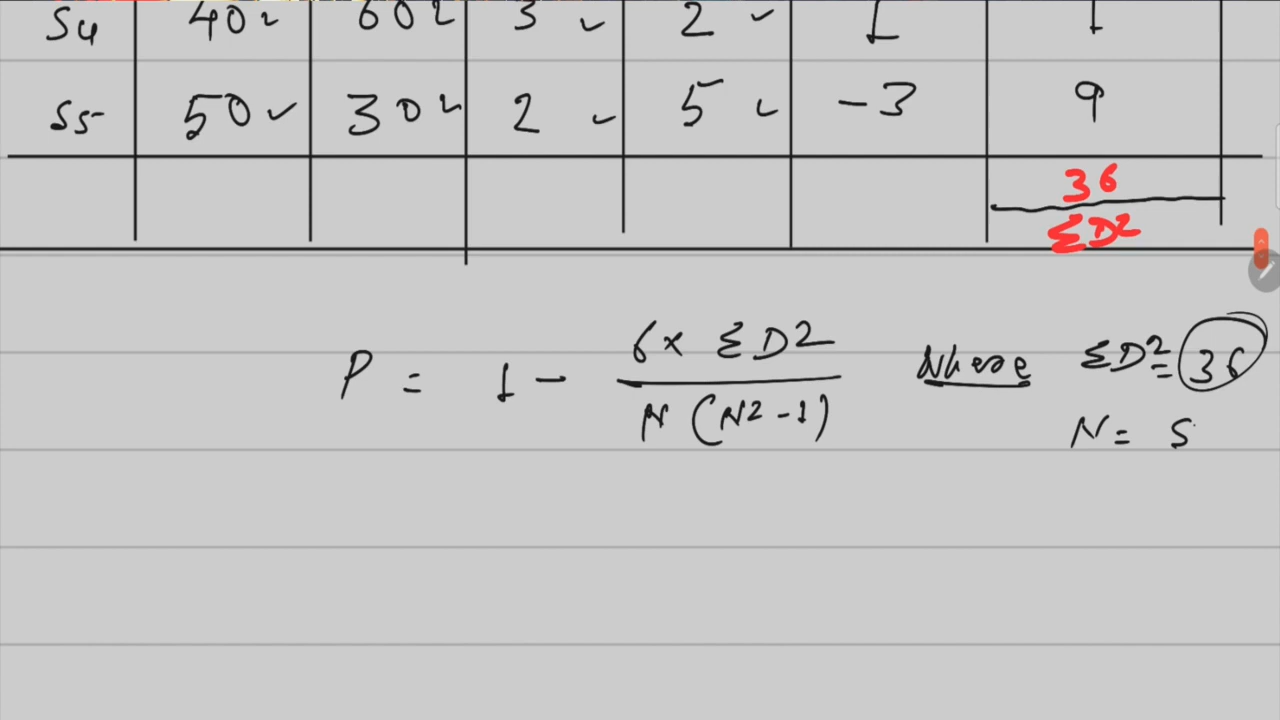 S4 40 ✓ 60 ✓ 3 ✓ 2 ✓ 1 1
S5 50 ✓ 30 ✓ 2 ✓ 5 ✓ -3 9
36
ΣD2
P = 1 - 6x ΣD2 / N (N2 - 1) Where ΣD2 = 36
N = 5